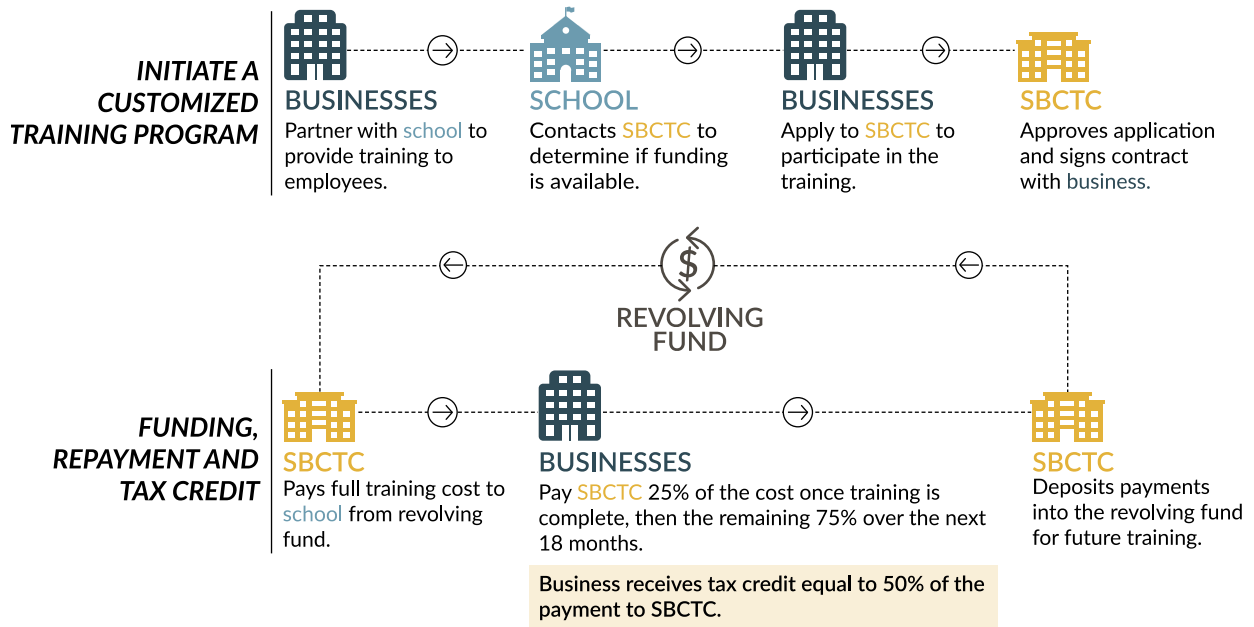 INITIATE A
CUSTOMIZED
TRAINING PROGRAM
BUSINESSES
Partner with school to
provide training to
employees.
SCHOOL
Contacts SBCTC to
determine if funding
is available.
BUSINESSES
Apply to SBCTC to
participate in the
training.
SBCTC
Approves application
and signs contract
with business.
$
REVOLVING
FUND
FUNDING,
REPAYMENT AND
TAX CREDIT
SBCTC
Pays full training cost to
school from revolving
fund.
BUSINESSES
Pay SBCTC 25% of the cost once training is
complete, then the remaining 75% over the next
18 months.
Business receives tax credit equal to 50% of the
payment to SBCTC.
SBCTC
Deposits payments
into the revolving fund
for future training.